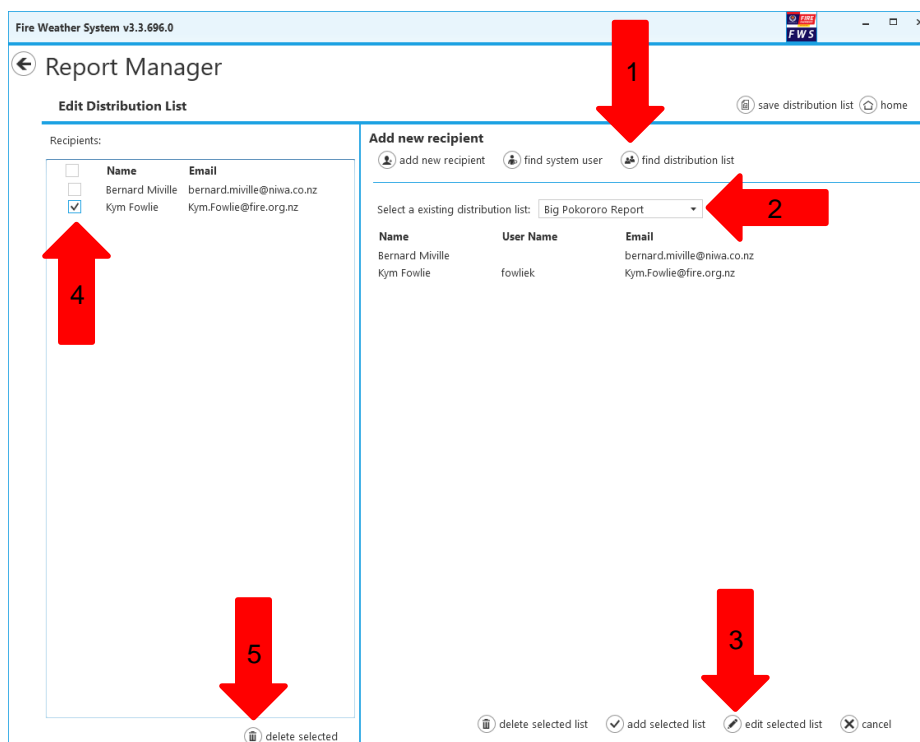 Fire Weather System v3.3.696.0
FIRE
FWS
Report Manager
1
Edit Distribution List
save distribution list
home
Recipients:
Add new recipient
add new recipient
find system user
find distribution list
Name Email
Bernard Miville bernard.miville@niwa.co.nz
Kym Fowlie Kym.Fowlie@fire.org.nz
Select a existing distribution list: Big Pokororo Report
2
Name User Name Email
Bernard Miville bernard.miville@niwa.co.nz
Kym Fowlie fowliek Kym.Fowlie@fire.org.nz
4
3
5
delete selected
delete selected list
add selected list
edit selected list
cancel